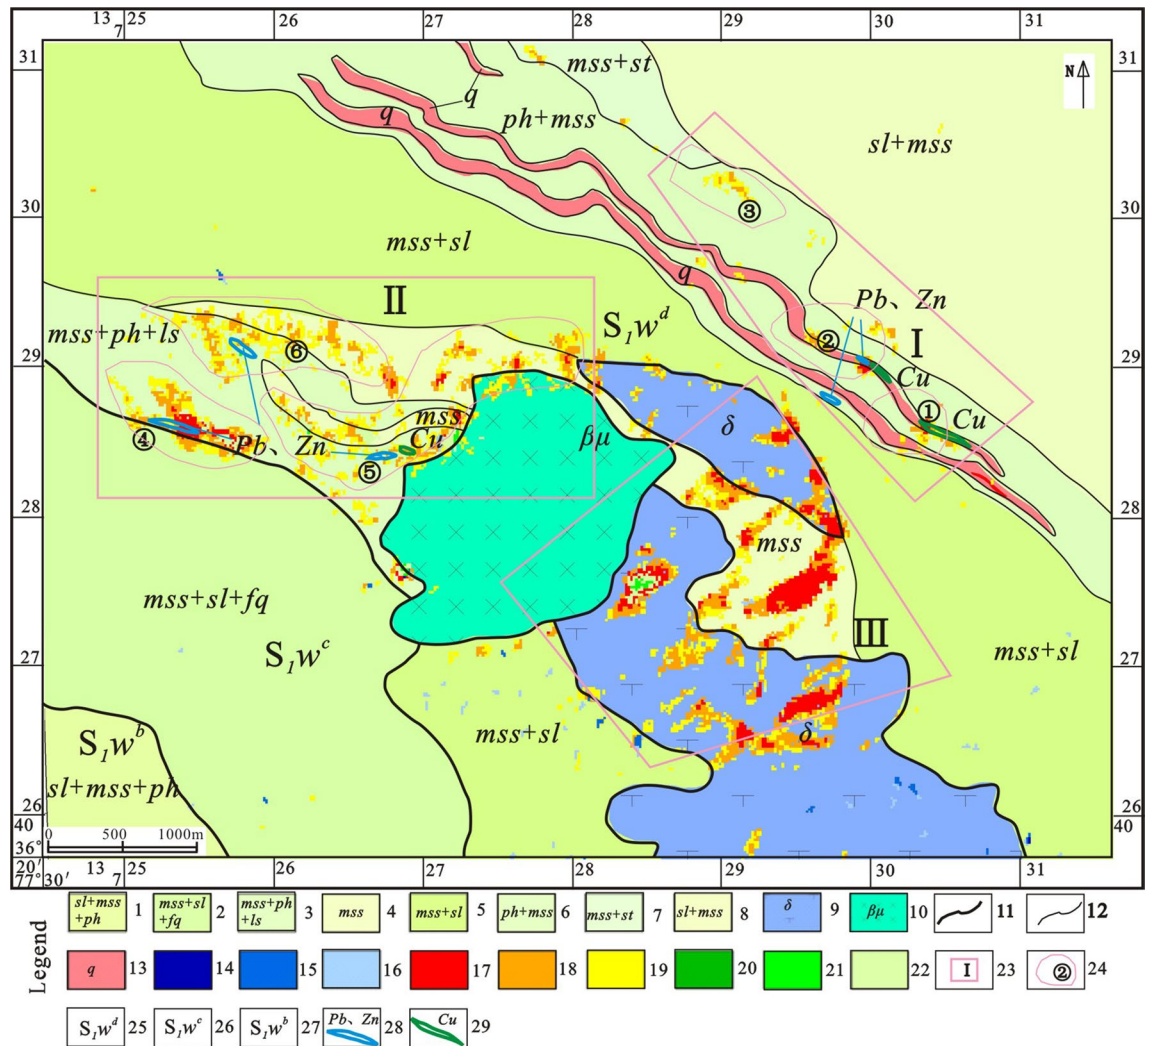 13
7 25 26 27 28 29 30 31
31 31
N
mss+st
q
q
ph+mss
sl+mss
③
30 30
mss+sl
q
Pb、Zn
II
S₁wᵈ
mss+ph+ls
②
I
⑥
29 29
Cu
mss
①
Cu
δ
④
Pb、Zn
Cu
βμ
⑤
28 28
mss
mss+sl+fq
III
S₁wᶜ
mss+sl
27 27
mss+sl
S₁wᵇ
δ
sl+mss+ph
26 26
40 40
0 500 1000m
36°
20′
77°30′
13
7 25 26 27 28 29 30 31
Legend
sl+mss
+ph
1
mss+sl
+fq
2
mss+ph
+ls
3
mss 4
mss+sl 5
ph+mss 6
mss+st 7
sl+mss 8
δ 9
βμ 10
11
12
q 13
14
15
16
17
18
19
20
21
22
I 23
② 24
S₁wᵈ 25
S₁wᶜ 26
S₁wᵇ 27
Pb、Zn 28
Cu 29